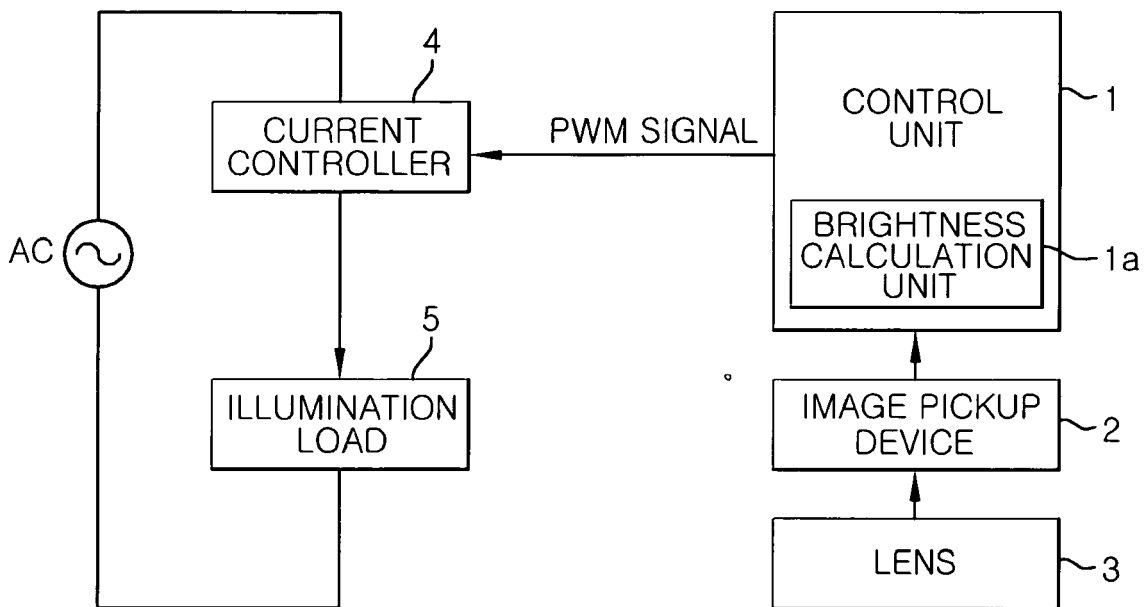 4
CURRENT
CONTROLLER
PWM SIGNAL
CONTROL
UNIT
1
AC
BRIGHTNESS
CALCULATION
UNIT
1a
5
ILLUMINATION
LOAD
IMAGE PICKUP
DEVICE
2
LENS
3